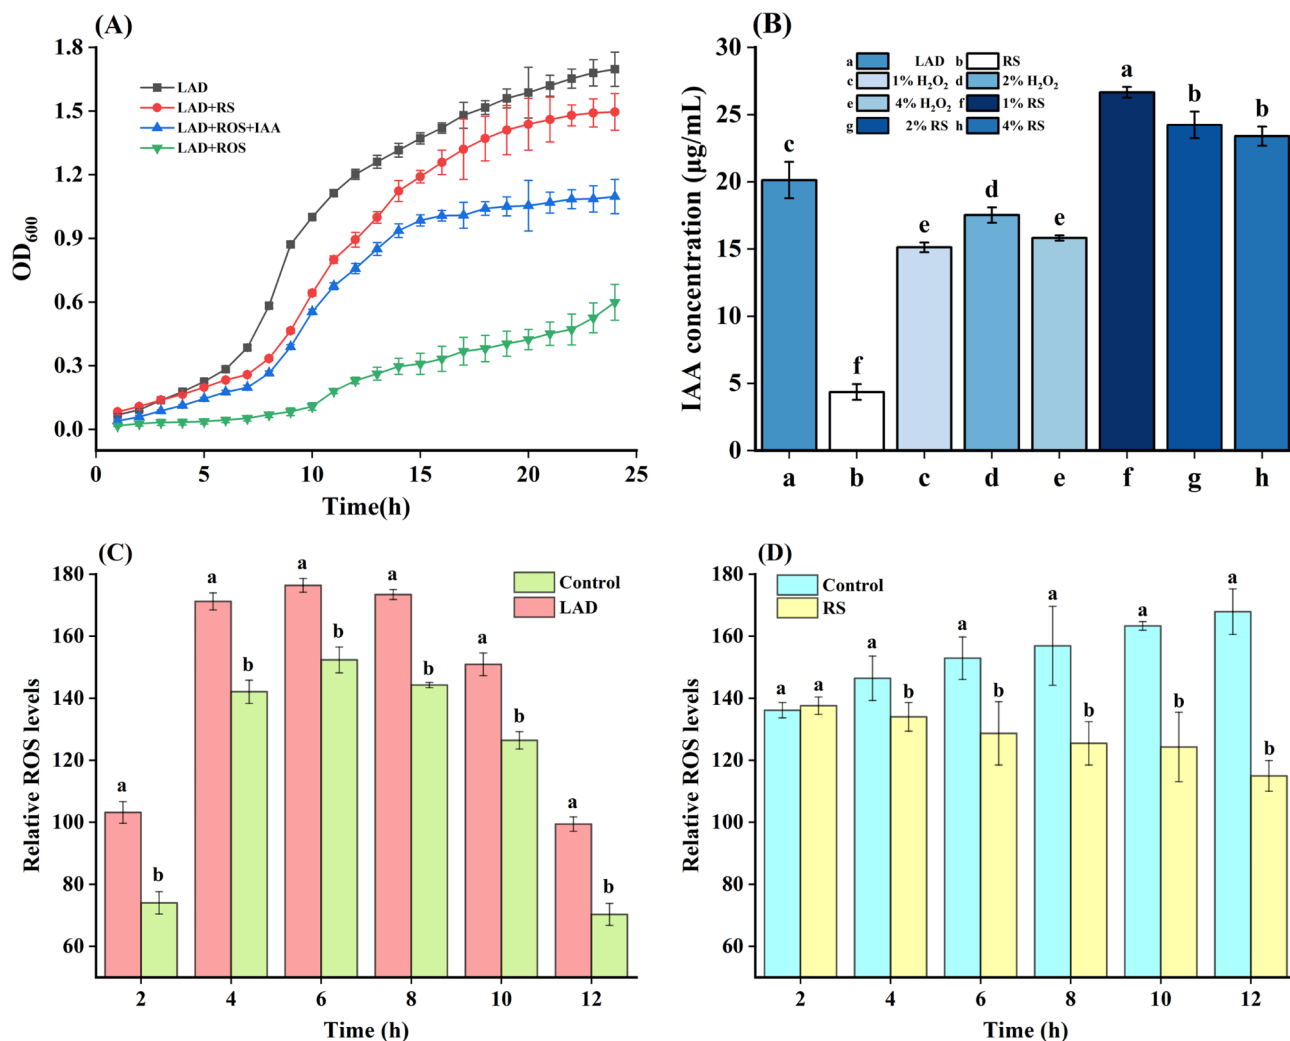 (A)
1.8
1.5
1.2
0.9
0.6
0.3
0.0
OD600
LAD
LAD+RS
LAD+ROS+IAA
LAD+ROS
0 5 10 15 20 25
Time(h)
(B)
30
25
20
15
10
5
0
IAA concentration (μg/mL)
a LAD b RS
c 1% H2O2 d 2% H2O2
e 4% H2O2 f 1% RS
g 2% RS h 4% RS
c f e d e a b b
a b c d e f g h
(C)
180
160
140
120
100
80
60
Relative ROS levels
Control
LAD
a b a b a b a b a b a b
2 4 6 8 10 12
Time (h)
(D)
180
160
140
120
100
80
60
Relative ROS levels
Control
RS
a a a b a b a b a b a b
2 4 6 8 10 12
Time (h)